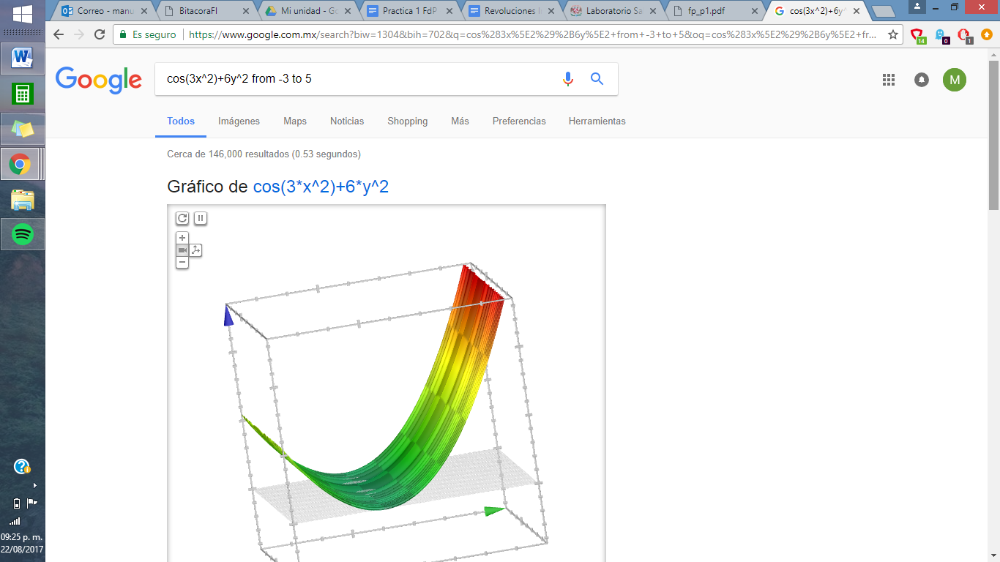 Correo - manu
BitacoraFI
Mi unidad - Go
Practica 1 FdP
Revoluciones I
Laboratorio Sa
fp_p1.pdf
cos(3x^2)+6y^
Es seguro
https://www.google.com.mx/search?biw=1304&bih=702&q=cos%283x%5E2%29%2B6y%5E2+from+-3+to+5&oq=cos%283x%5E2%29%2B6y%5E2+fr...
14
0
1
Google
cos(3x^2)+6y^2 from -3 to 5
M
Todos
Imágenes
Maps
Noticias
Shopping
Más
Preferencias
Herramientas
Cerca de 146,000 resultados (0.53 segundos)
Gráfico de cos(3*x^2)+6*y^2
09:25 p. m.
22/08/2017